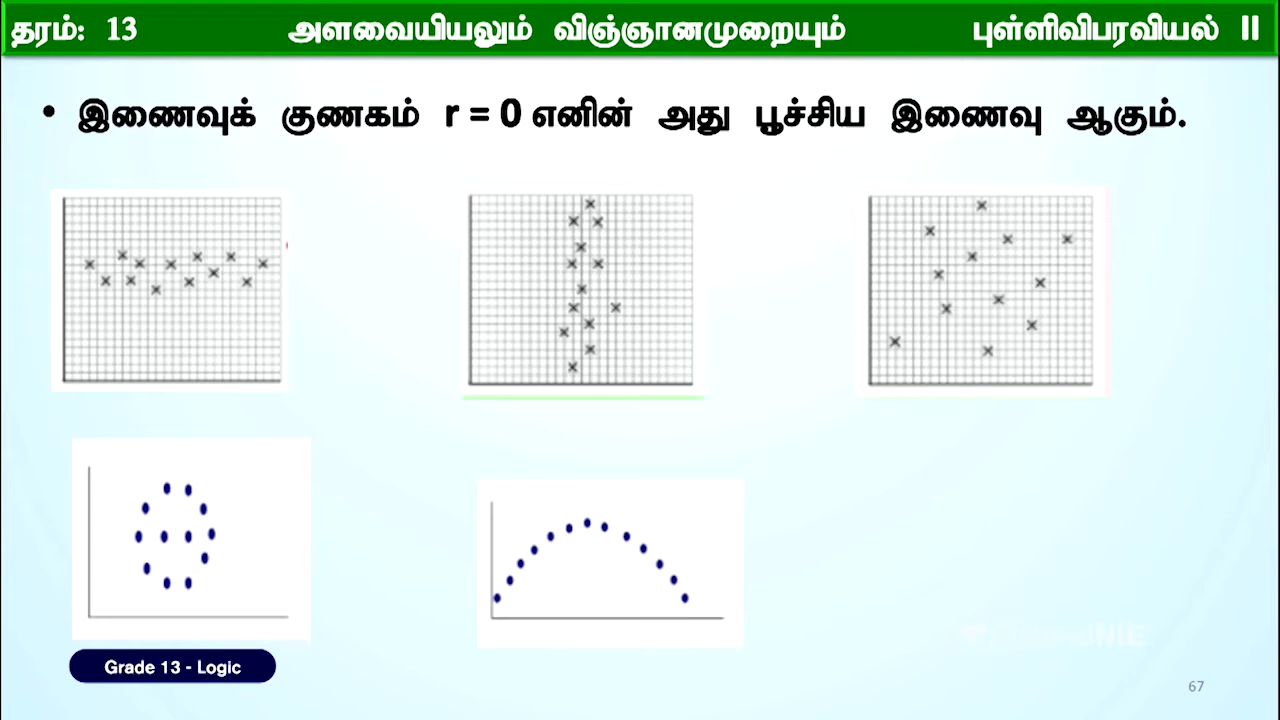 தரம்: 13 அளவையியலும் விஞ்ஞானமுறையும் புள்ளிவிபரவியல் II
• இணைவுக் குணகம் r = 0 எனின் அது பூச்சிய இணைவு ஆகும்.
Grade 13 - Logic
67